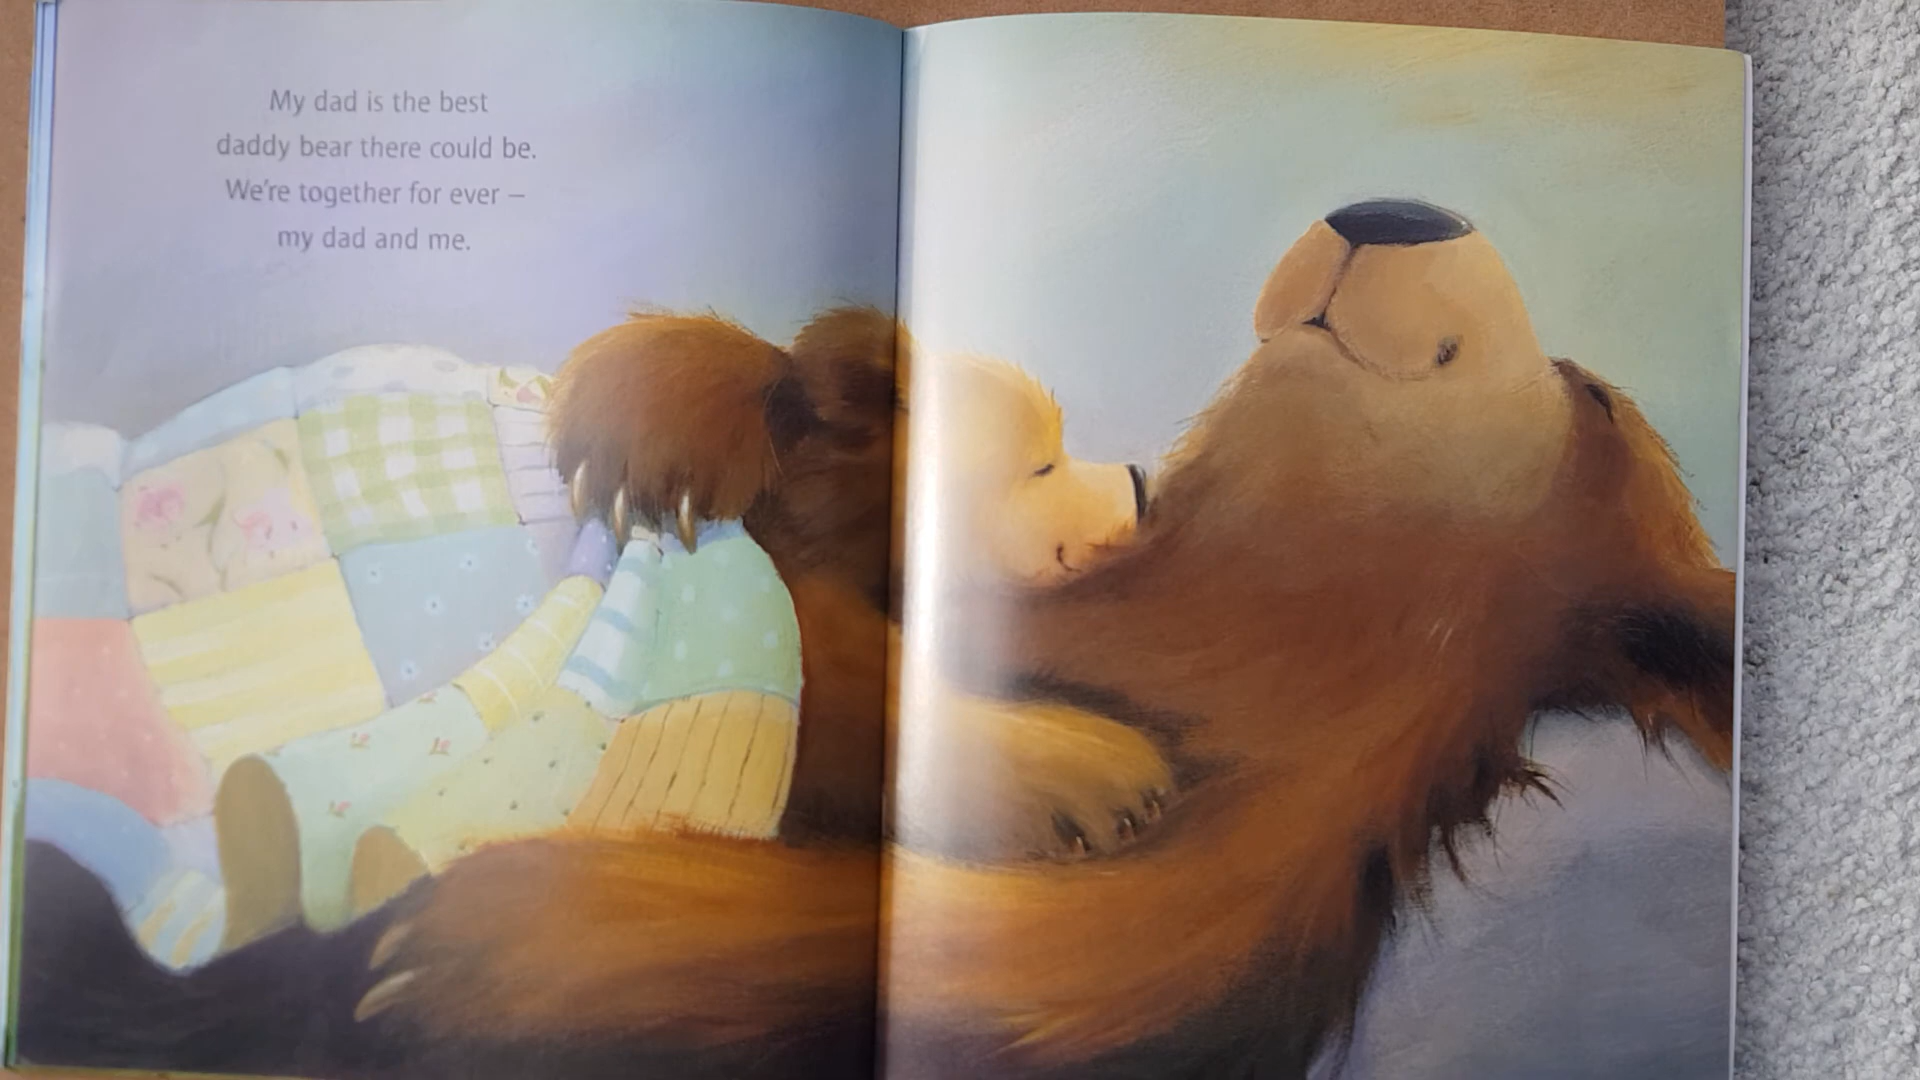 My dad is the best
daddy bear there could be.
We're together for ever –
my dad and me.